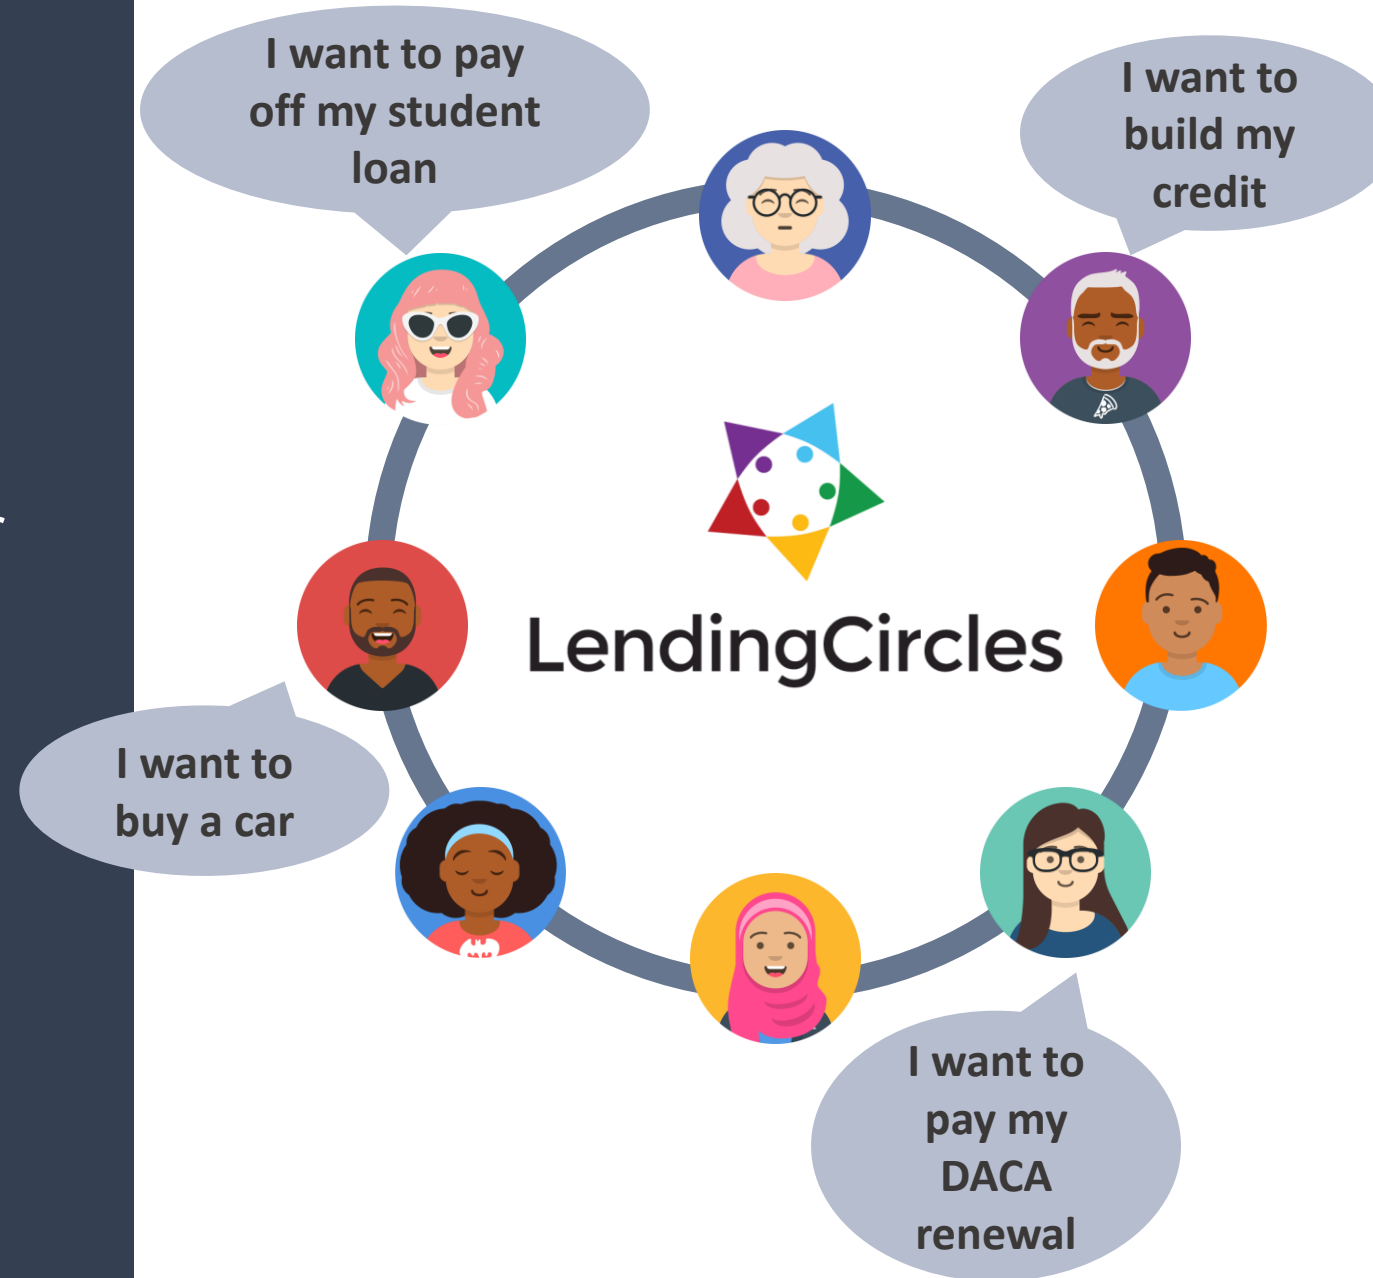 I want to pay
off my student
loan
I want to
build my
credit
LendingCircles
I want to
buy a car
I want to
pay my
DACA
renewal